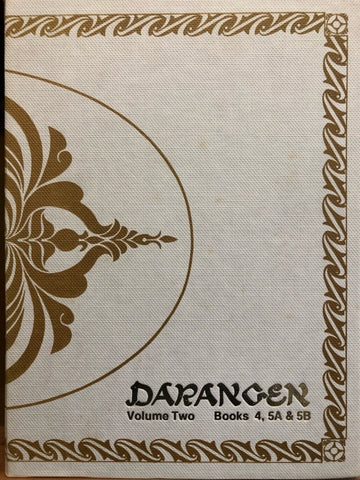 DARANGEN
Volume Two Books 4, 5A & 5B